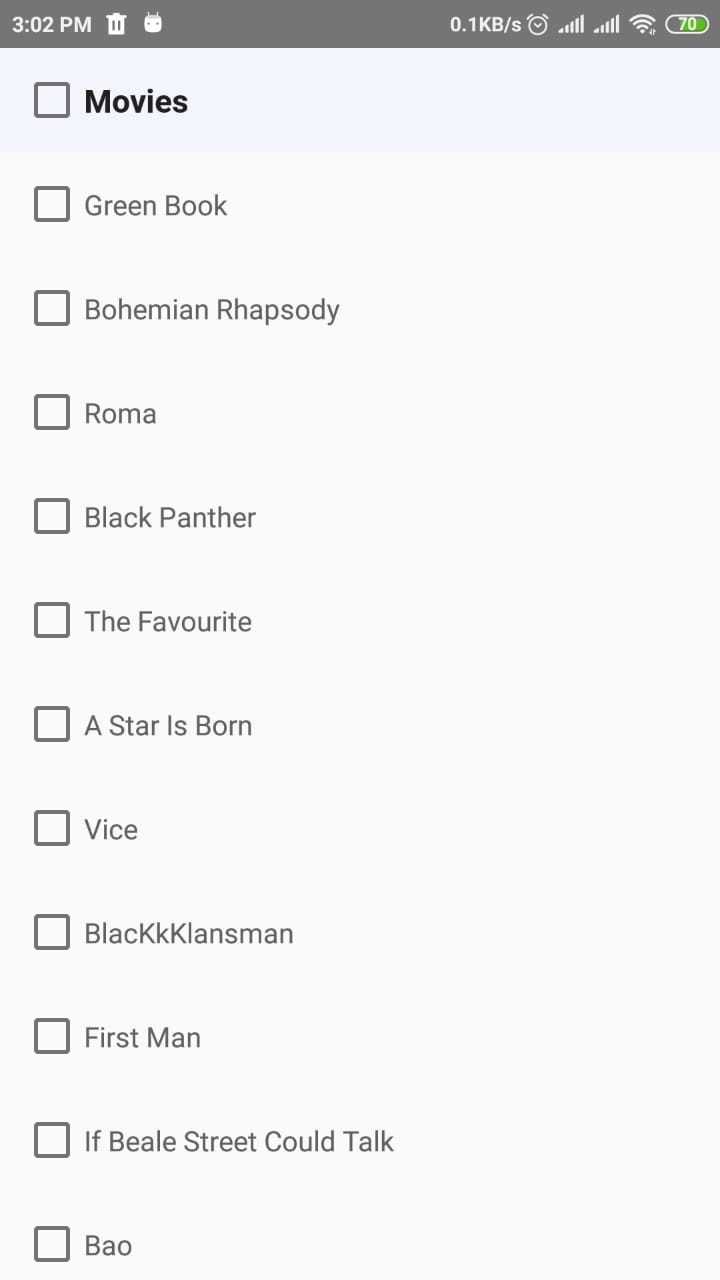 3:02 PM 0.1KB/s 70
Movies
Green Book
Bohemian Rhapsody
Roma
Black Panther
The Favourite
A Star Is Born
Vice
BlacKkKlansman
First Man
If Beale Street Could Talk
Bao